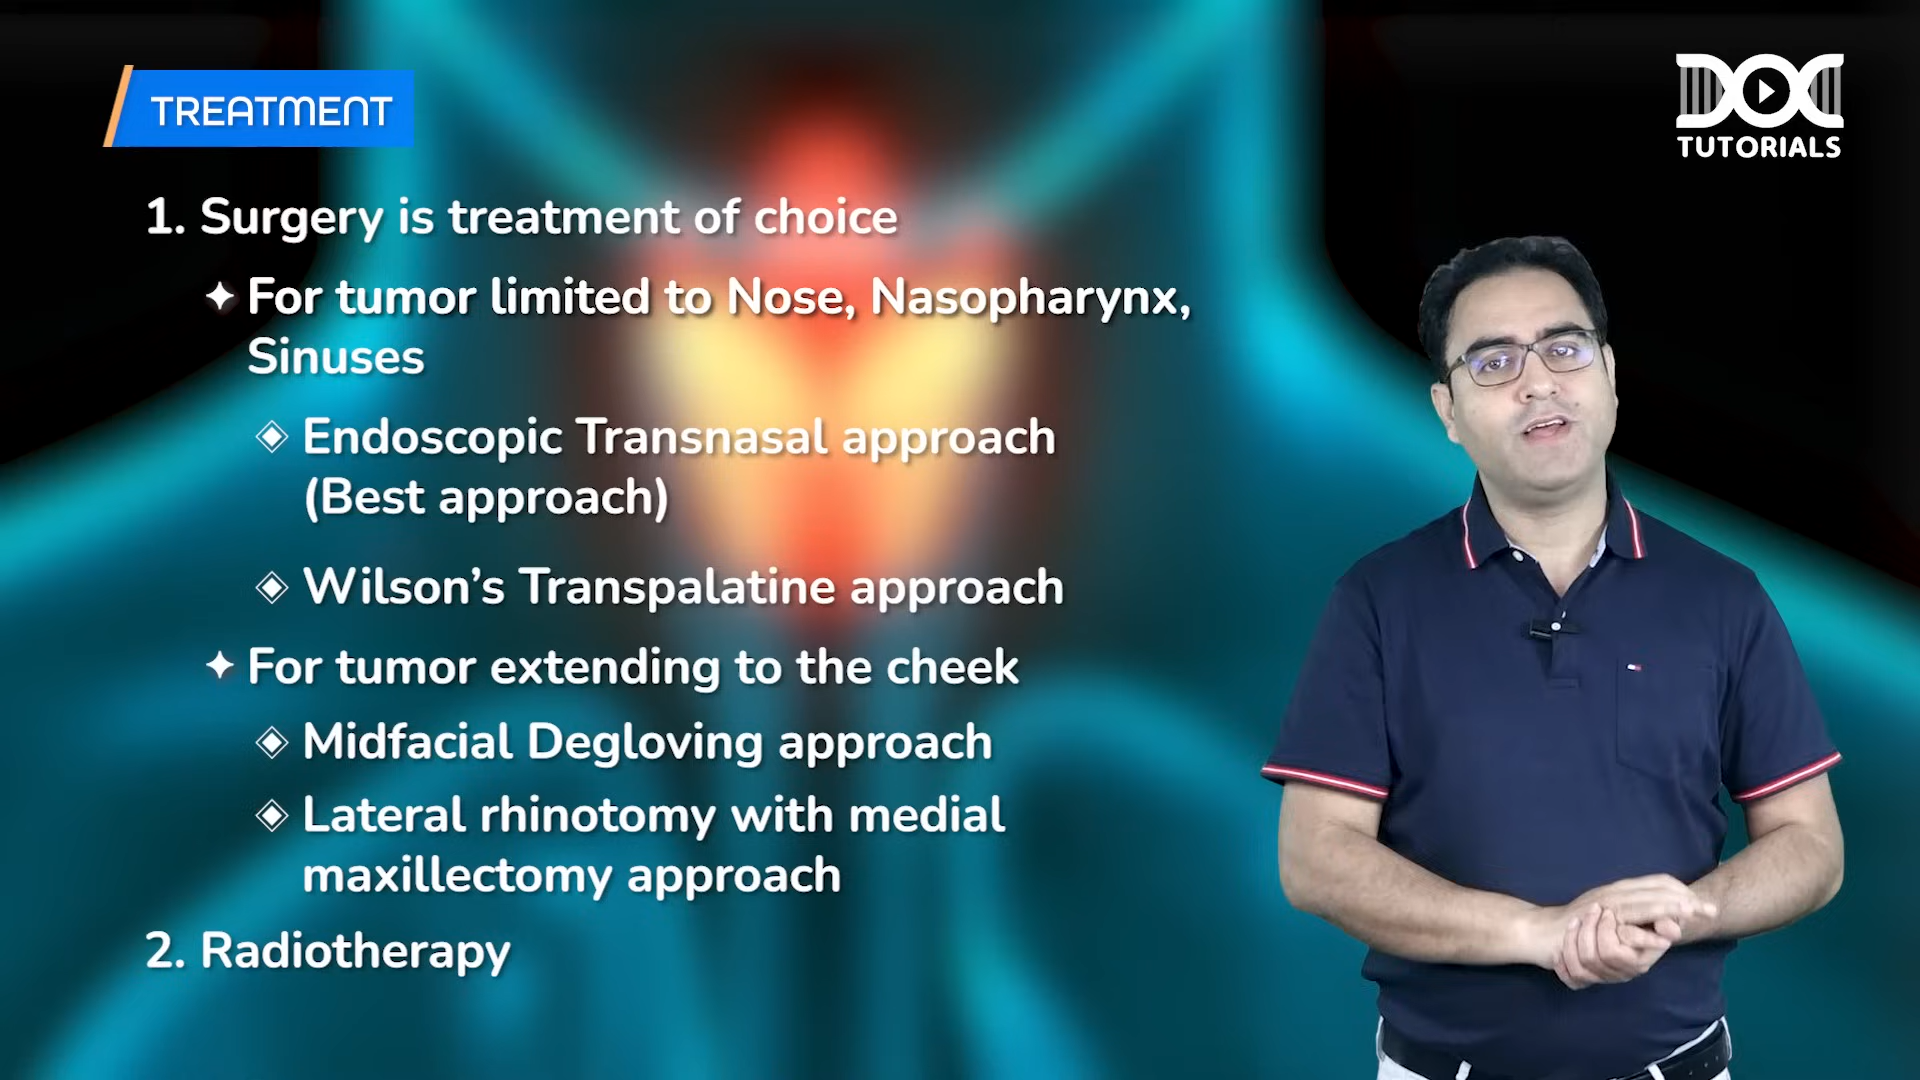 TREATMENT
DOC
TUTORIALS
1. Surgery is treatment of choice
For tumor limited to Nose, Nasopharynx,
Sinuses
Endoscopic Transnasal approach
(Best approach)
Wilson’s Transpalatine approach
For tumor extending to the cheek
Midfacial Degloving approach
Lateral rhinotomy with medial
maxillectomy approach
2. Radiotherapy